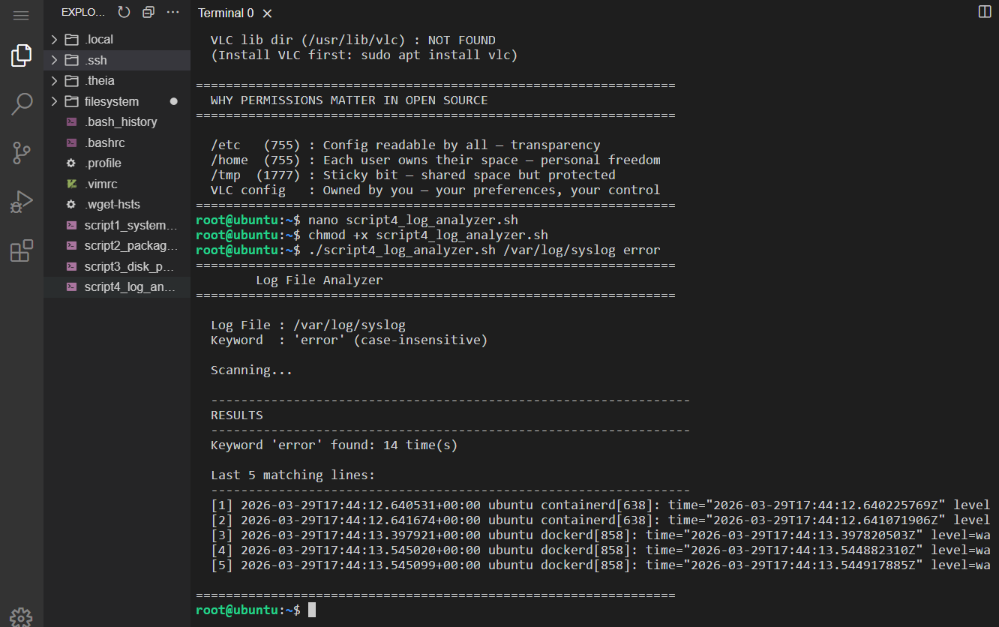 EXPLO...
.local
.ssh
.theia
filesystem
.bash_history
.bashrc
.profile
.vimrc
.wget-hsts
script1_system...
script2_packag...
script3_disk_p...
script4_log_an...
Terminal 0
VLC lib dir (/usr/lib/vlc) : NOT FOUND
(Install VLC first: sudo apt install vlc)
================================================================
WHY PERMISSIONS MATTER IN OPEN SOURCE
================================================================
/etc   (755) : Config readable by all — transparency
/home  (755) : Each user owns their space — personal freedom
/tmp  (1777) : Sticky bit — shared space but protected
VLC config   : Owned by you — your preferences, your control
================================================================
root@ubuntu:~$ nano script4_log_analyzer.sh
root@ubuntu:~$ chmod +x script4_log_analyzer.sh
root@ubuntu:~$ ./script4_log_analyzer.sh /var/log/syslog error
================================================================
Log File Analyzer
================================================================
Log File : /var/log/syslog
Keyword  : 'error' (case-insensitive)
Scanning...
----------------------------------------------------------------
RESULTS
----------------------------------------------------------------
Keyword 'error' found: 14 time(s)
Last 5 matching lines:
----------------------------------------------------------------
[1] 2026-03-29T17:44:12.640531+00:00 ubuntu containerd[638]: time="2026-03-29T17:44:12.640225769Z" level
[2] 2026-03-29T17:44:12.641674+00:00 ubuntu containerd[638]: time="2026-03-29T17:44:12.641071906Z" level
[3] 2026-03-29T17:44:13.397921+00:00 ubuntu dockerd[858]: time="2026-03-29T17:44:13.397820503Z" level=wa
[4] 2026-03-29T17:44:13.545020+00:00 ubuntu dockerd[858]: time="2026-03-29T17:44:13.544882310Z" level=wa
[5] 2026-03-29T17:44:13.545099+00:00 ubuntu dockerd[858]: time="2026-03-29T17:44:13.544917885Z" level=wa
================================================================
root@ubuntu:~$